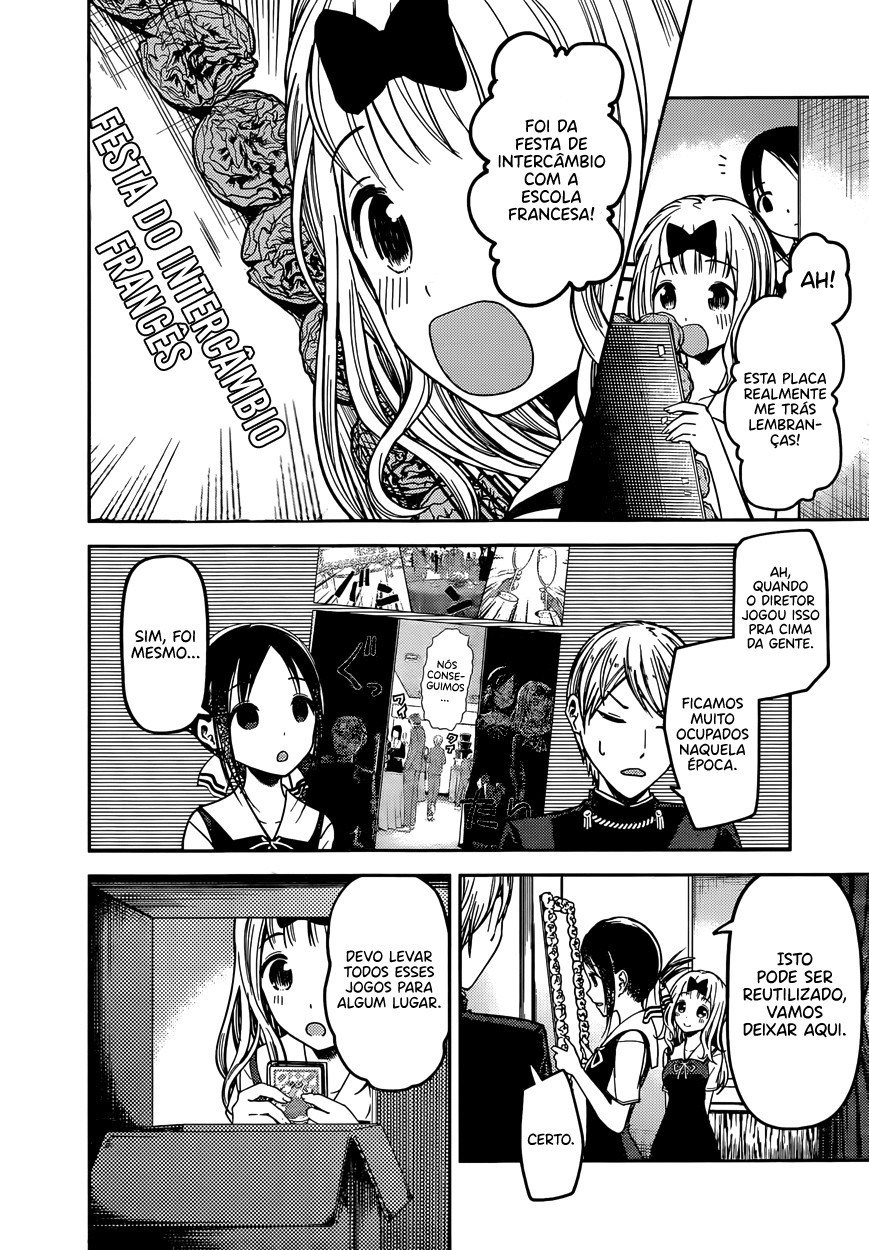 AH!
ESTA PLACA
REALMENTE
ME TRÁS
LEMBRAN-
ÇAS!
FOI DA
FESTA DE
INTERCÂMBIO
COM A
ESCOLA
FRANCESA!
FESTA DO INTERCÂMBIO
FRANCÊS
AH,
QUANDO
O DIRETOR
JOGOU ISSO
PRA CIMA
DA GENTE.
FICAMOS
MUITO
OCUPADOS
NAQUELA
ÉPOCA.
NÓS
CONSE-
GUIMOS
...
SIM, FOI
MESMO...
ISTO
PODE SER
REUTILIZADO,
VAMOS
DEIXAR AQUI.
CERTO.
DEVO LEVAR
TODOS ESSES
JOGOS PARA
ALGUM LUGAR.